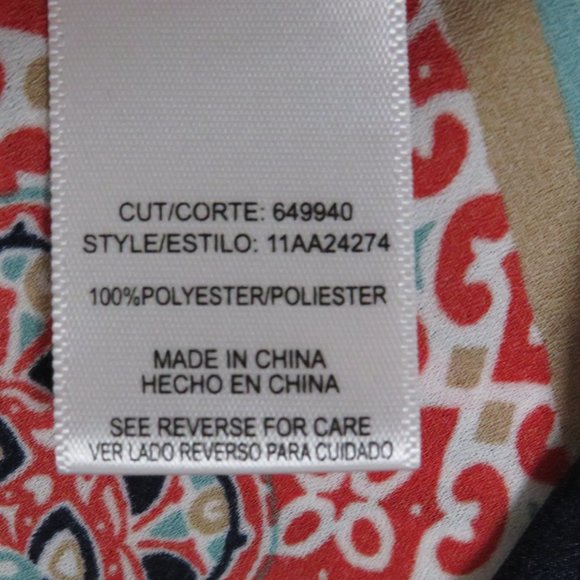 CUT/CORTE: 649940
STYLE/ESTILO: 11AA24274
100%POLYESTER/POLIESTER
MADE IN CHINA
HECHO EN CHINA
SEE REVERSE FOR CARE
VER LADO REVERSO PARA CUIDADO